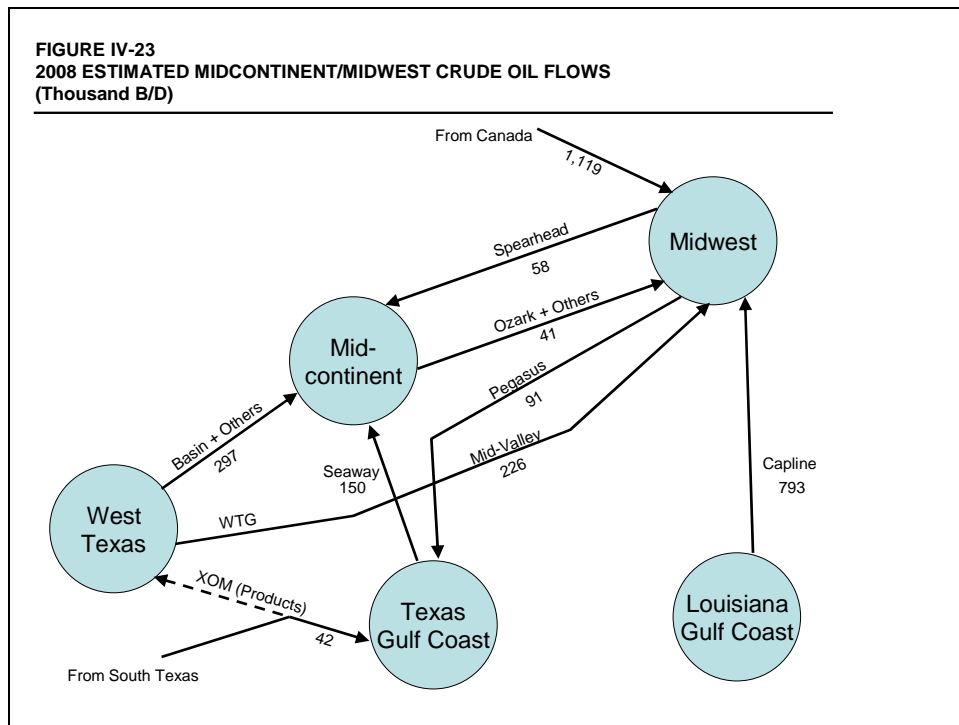 FIGURE IV-23
2008 ESTIMATED MIDCONTINENT/MIDWEST CRUDE OIL FLOWS
(Thousand B/D)
From Canada
1,119
Midwest
Spearhead
58
Ozark + Others
41
Mid-
continent
Pegasus
91
Basin + Others
297
Mid-Valley
226
Seaway
150
Capline
793
WTG
West
Texas
XOM (Products)
42
Texas
Gulf Coast
Louisiana
Gulf Coast
From South Texas